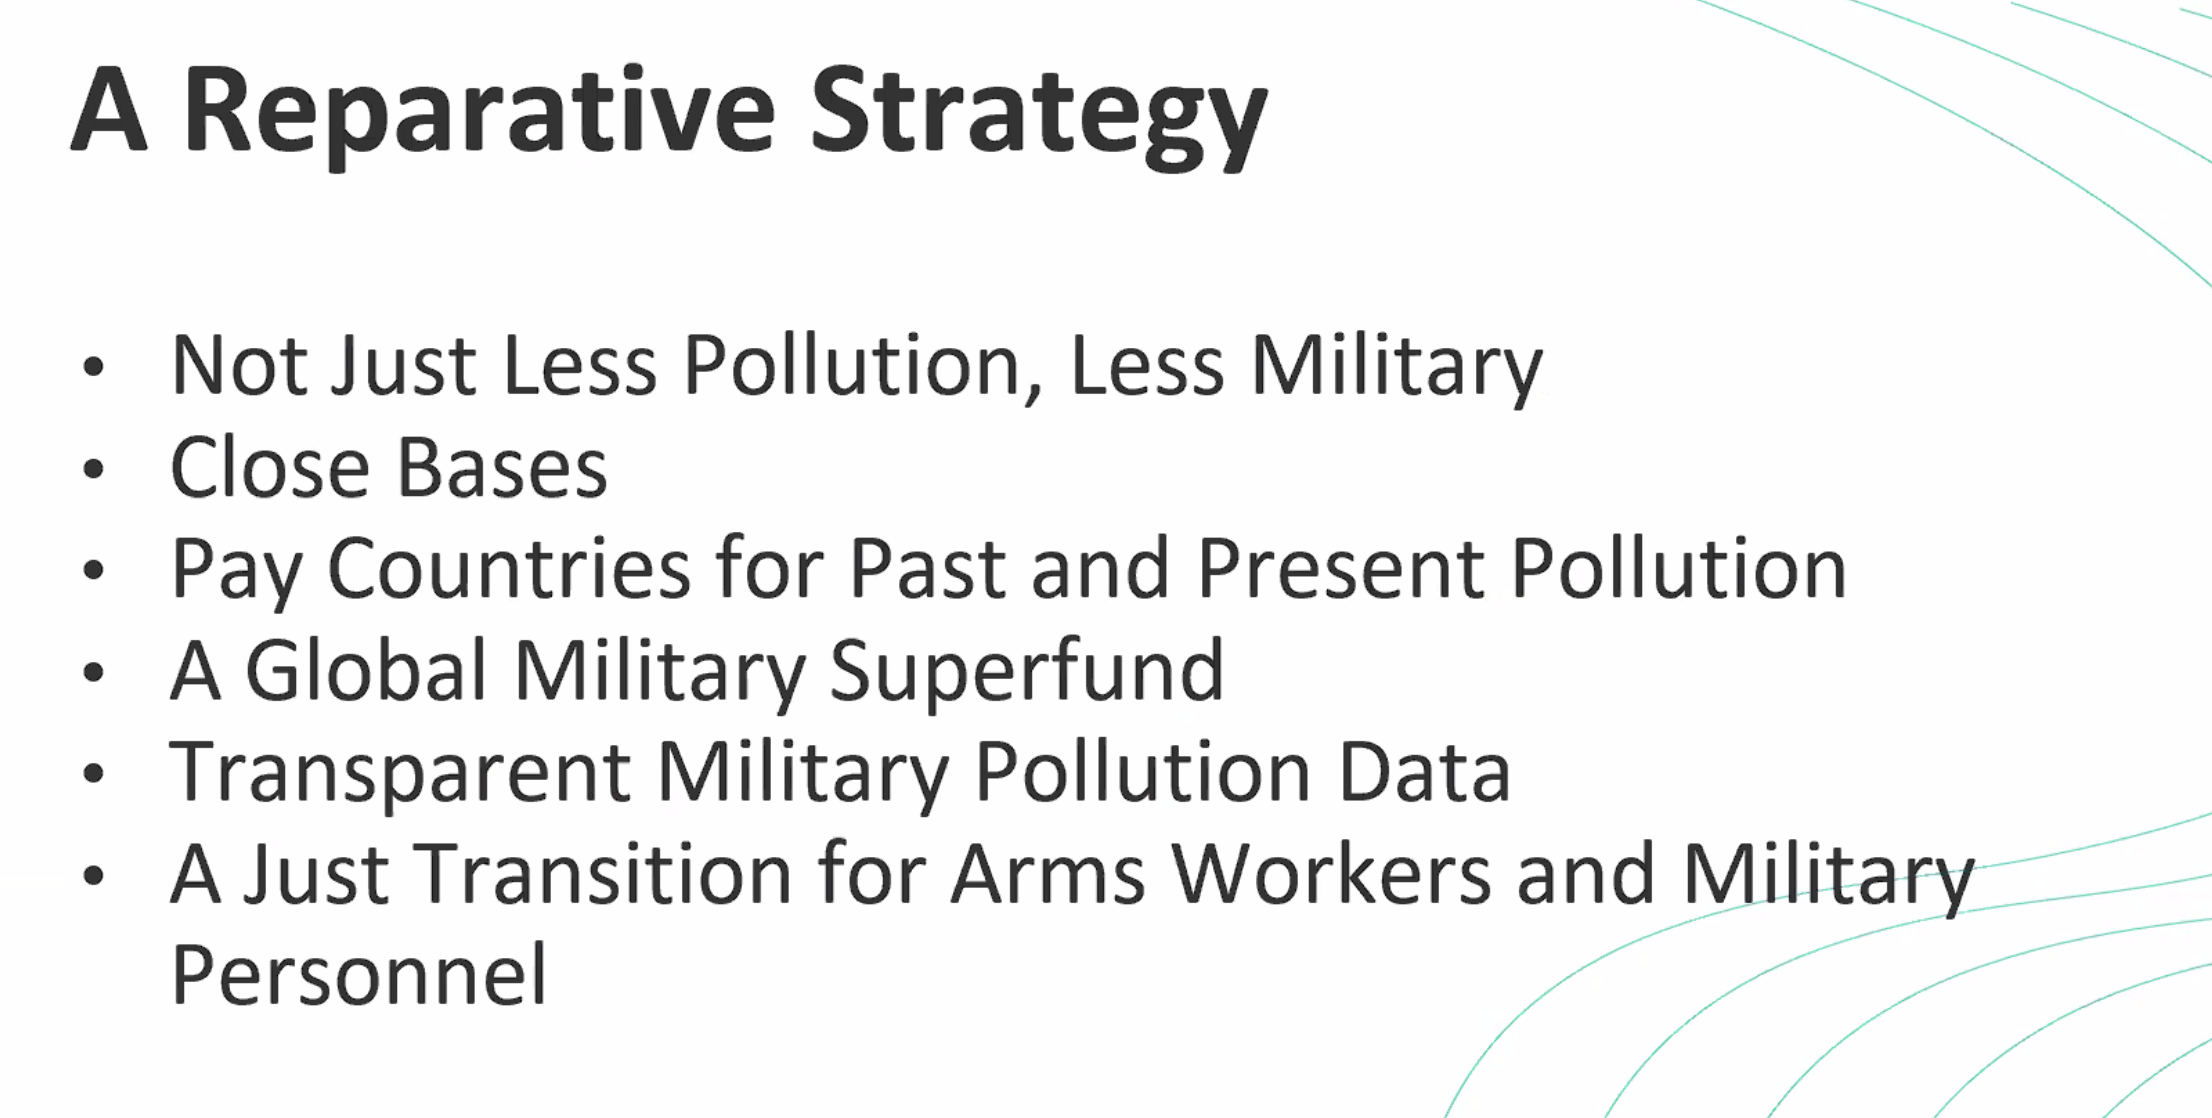 A Reparative Strategy
• Not Just Less Pollution, Less Military
• Close Bases
• Pay Countries for Past and Present Pollution
• A Global Military Superfund
• Transparent Military Pollution Data
• A Just Transition for Arms Workers and Military
Personnel